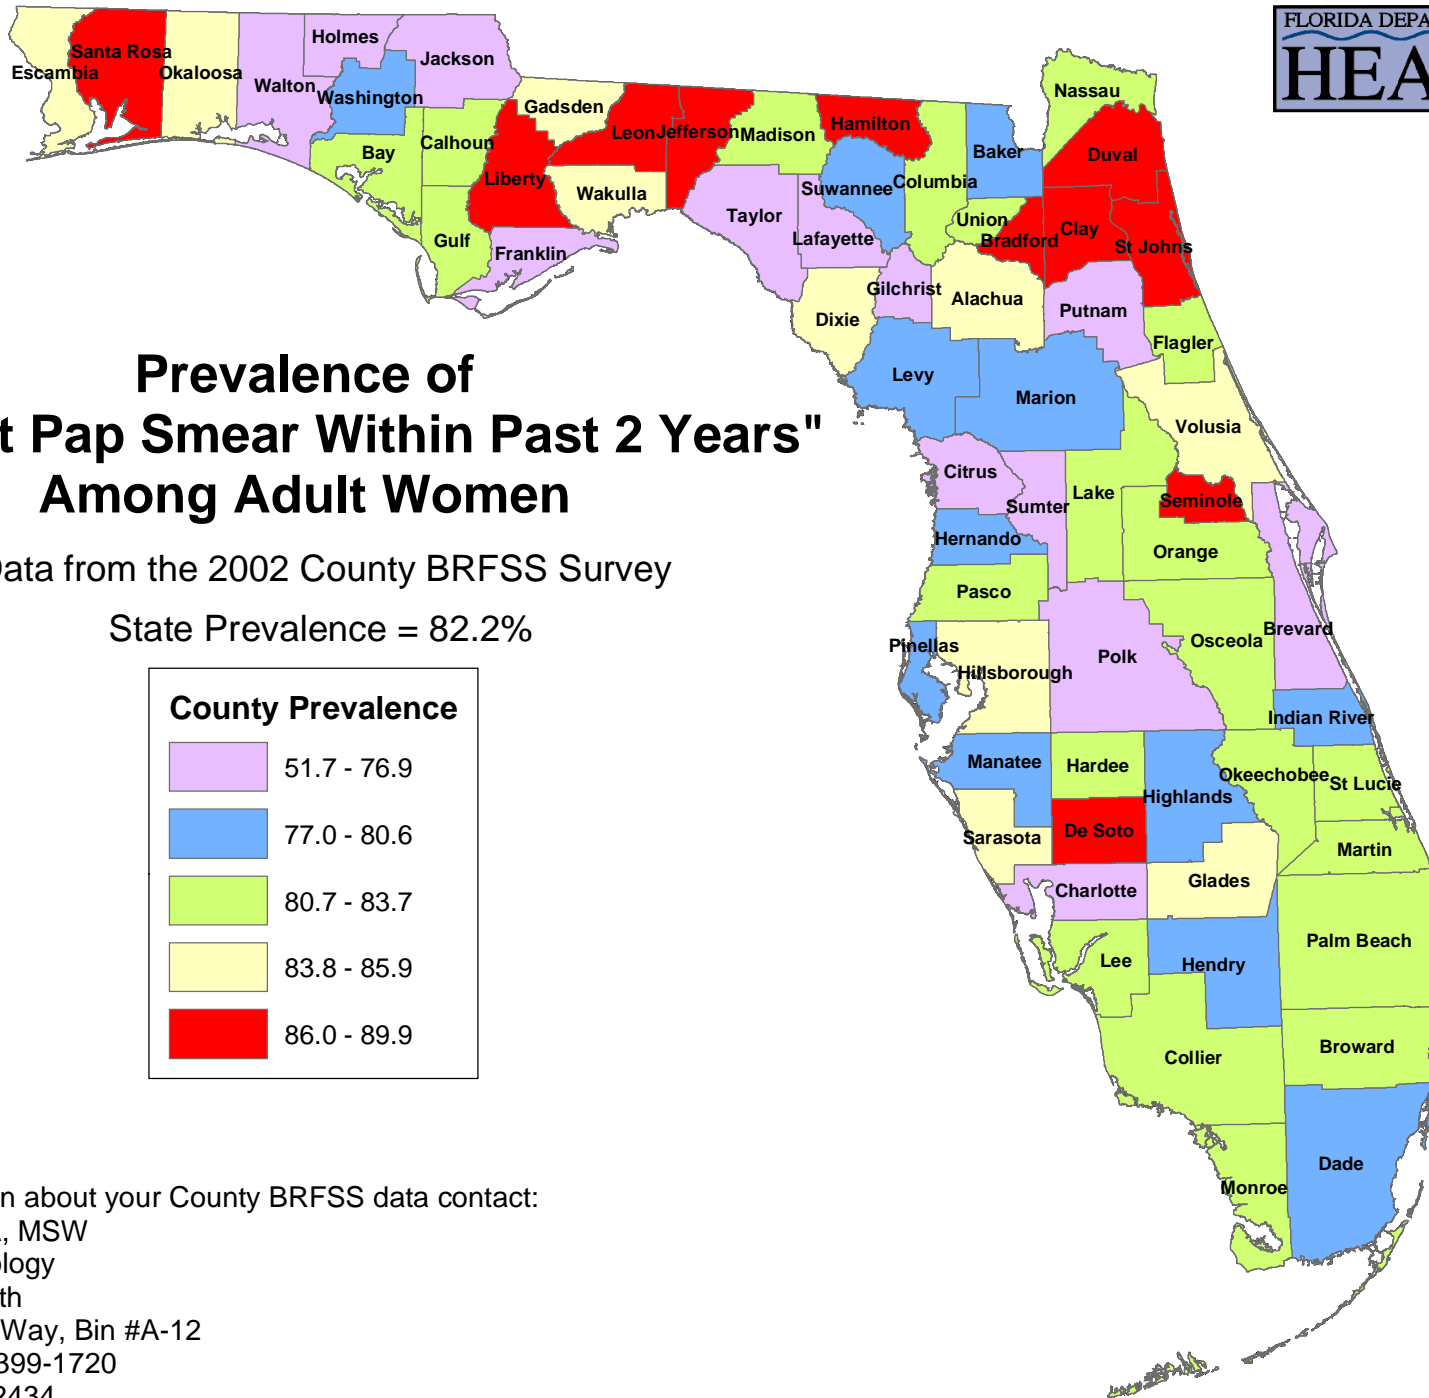 FLORIDA DEPA
HEA
Prevalence of
t Pap Smear Within Past 2 Years"
Among Adult Women
Data from the 2002 County BRFSS Survey
State Prevalence = 82.2%
County Prevalence
51.7 - 76.9
77.0 - 80.6
80.7 - 83.7
83.8 - 85.9
86.0 - 89.9
Escambia
Santa Rosa
Okaloosa
Walton
Holmes
Washington
Jackson
Bay
Calhoun
Gulf
Gadsden
Liberty
Franklin
Leon
Wakulla
Jefferson
Madison
Taylor
Hamilton
Suwannee
Lafayette
Columbia
Dixie
Gilchrist
Baker
Union
Bradford
Alachua
Nassau
Duval
Clay
St Johns
Putnam
Flagler
Levy
Marion
Volusia
Citrus
Sumter
Lake
Seminole
Hernando
Orange
Pasco
Pinellas
Hillsborough
Polk
Osceola
Brevard
Indian River
Manatee
Hardee
Highlands
Okeechobee
St Lucie
Sarasota
De Soto
Martin
Charlotte
Glades
Lee
Hendry
Palm Beach
Collier
Broward
Monroe
Dade
n about your County BRFSS data contact:
, MSW
ology
th
Way, Bin #A-12
399-1720
2434